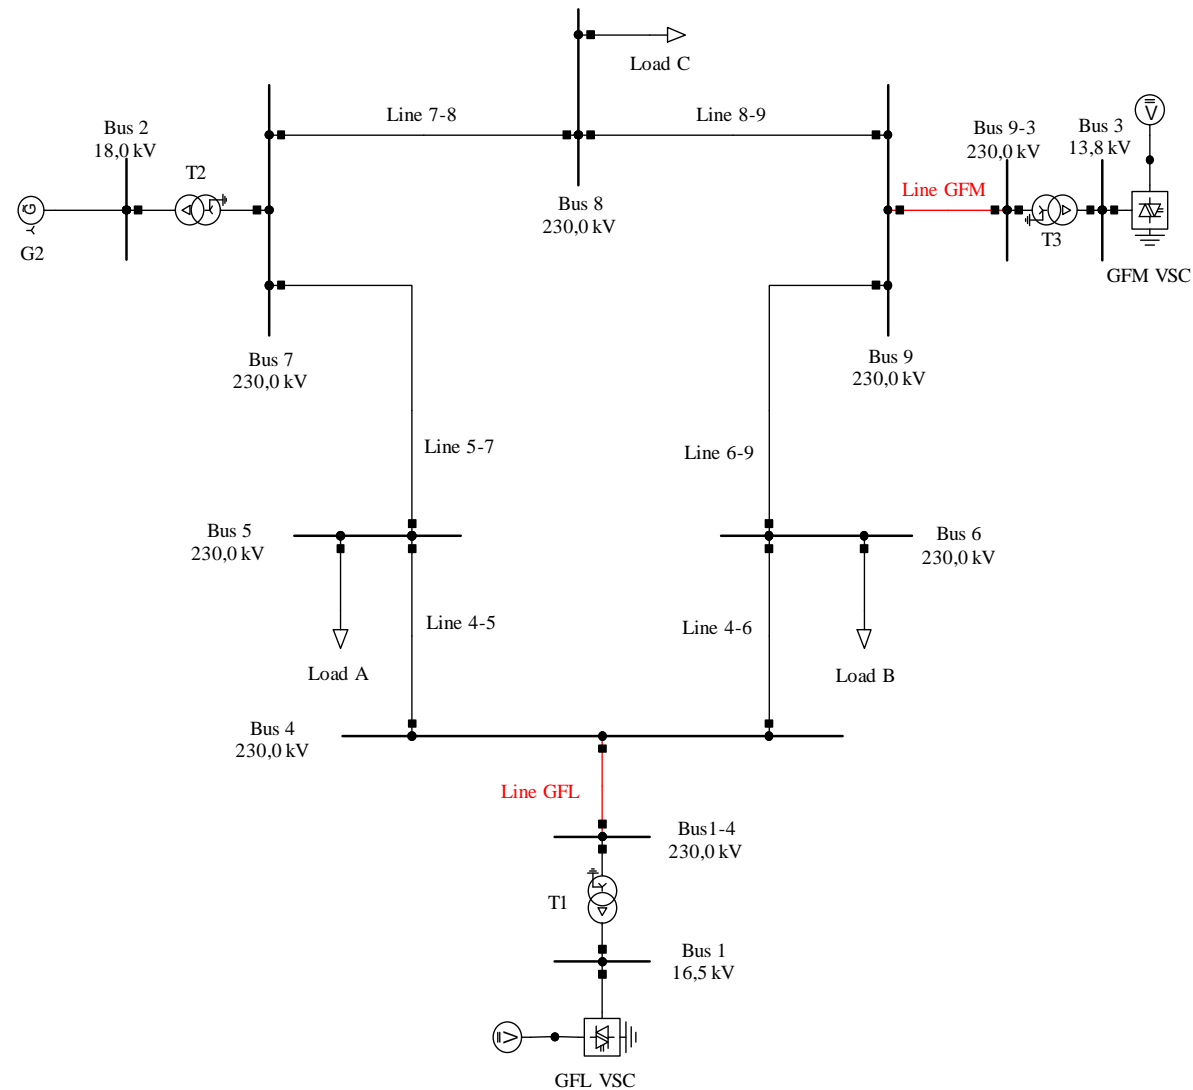 Load C
Line 7-8
Line 8-9
Bus 2
18,0 kV
T2
Bus 9-3
230,0 kV
Bus 3
13,8 kV
V
Line GFM
G
G2
Bus 8
230,0 kV
T3
GFM VSC
Bus 7
230,0 kV
Bus 9
230,0 kV
Line 5-7
Line 6-9
Bus 5
230,0 kV
Bus 6
230,0 kV
Line 4-5
Line 4-6
Load A
Load B
Bus 4
230,0 kV
Line GFL
Bus1-4
230,0 kV
T1
Bus 1
16,5 kV
V
GFL VSC